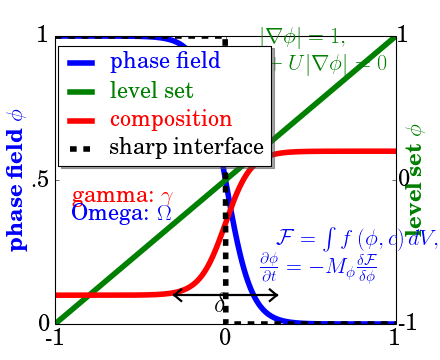 1
1
|∇ϕ| = 1,
+ U|∇ϕ| = 0
phase field
level set
composition
sharp interface
phase field ϕ
level set ϕ
.5
0
gamma: γ
Omega: Ω
ℱ = ∫ f (ϕ, c) dV,
∂ϕ/∂t = −M_ϕ δℱ/δϕ
0
-1
-1
0
1